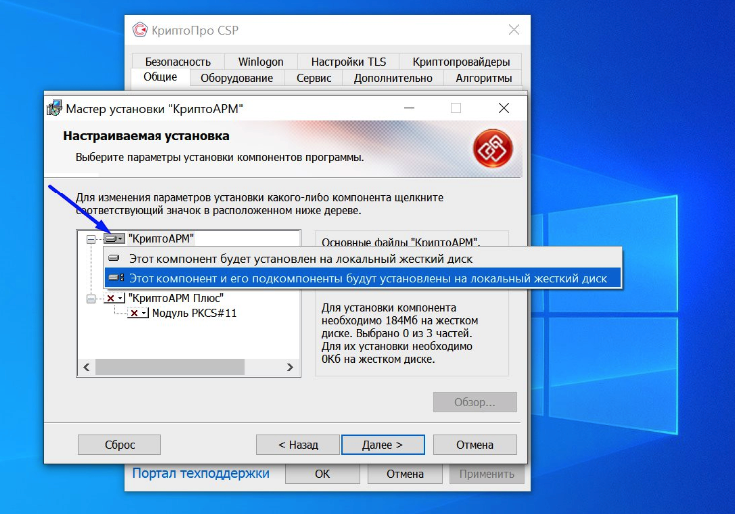 КриптоПро CSP
Безопасность Winlogon Настройки TLS Криптопровайдеры
Общие Оборудование Сервис Дополнительно Алгоритмы
Мастер установки "КриптоАРМ"
Настраиваемая установка
Выберите параметры установки компонентов программы.
Для изменения параметров установки какого-либо компонента щелкните
соответствующий значок в расположенном ниже дереве.
"КриптоАРМ"
Основные файлы "КриптоАРМ".
Этот компонент будет установлен на локальный жесткий диск
Этот компонент и его подкомпоненты будут установлены на локальный жесткий диск
"КриптоАРМ Плюс"
Модуль PKCS#11
Для установки компонента
необходимо 184Мб на жестком
диске. Выбрано 0 из 3 частей.
Для их установки необходимо
0Кб на жестком диске.
Обзор...
Сброс < Назад Далее > Отмена
Портал техподдержки ОК Отмена Применить